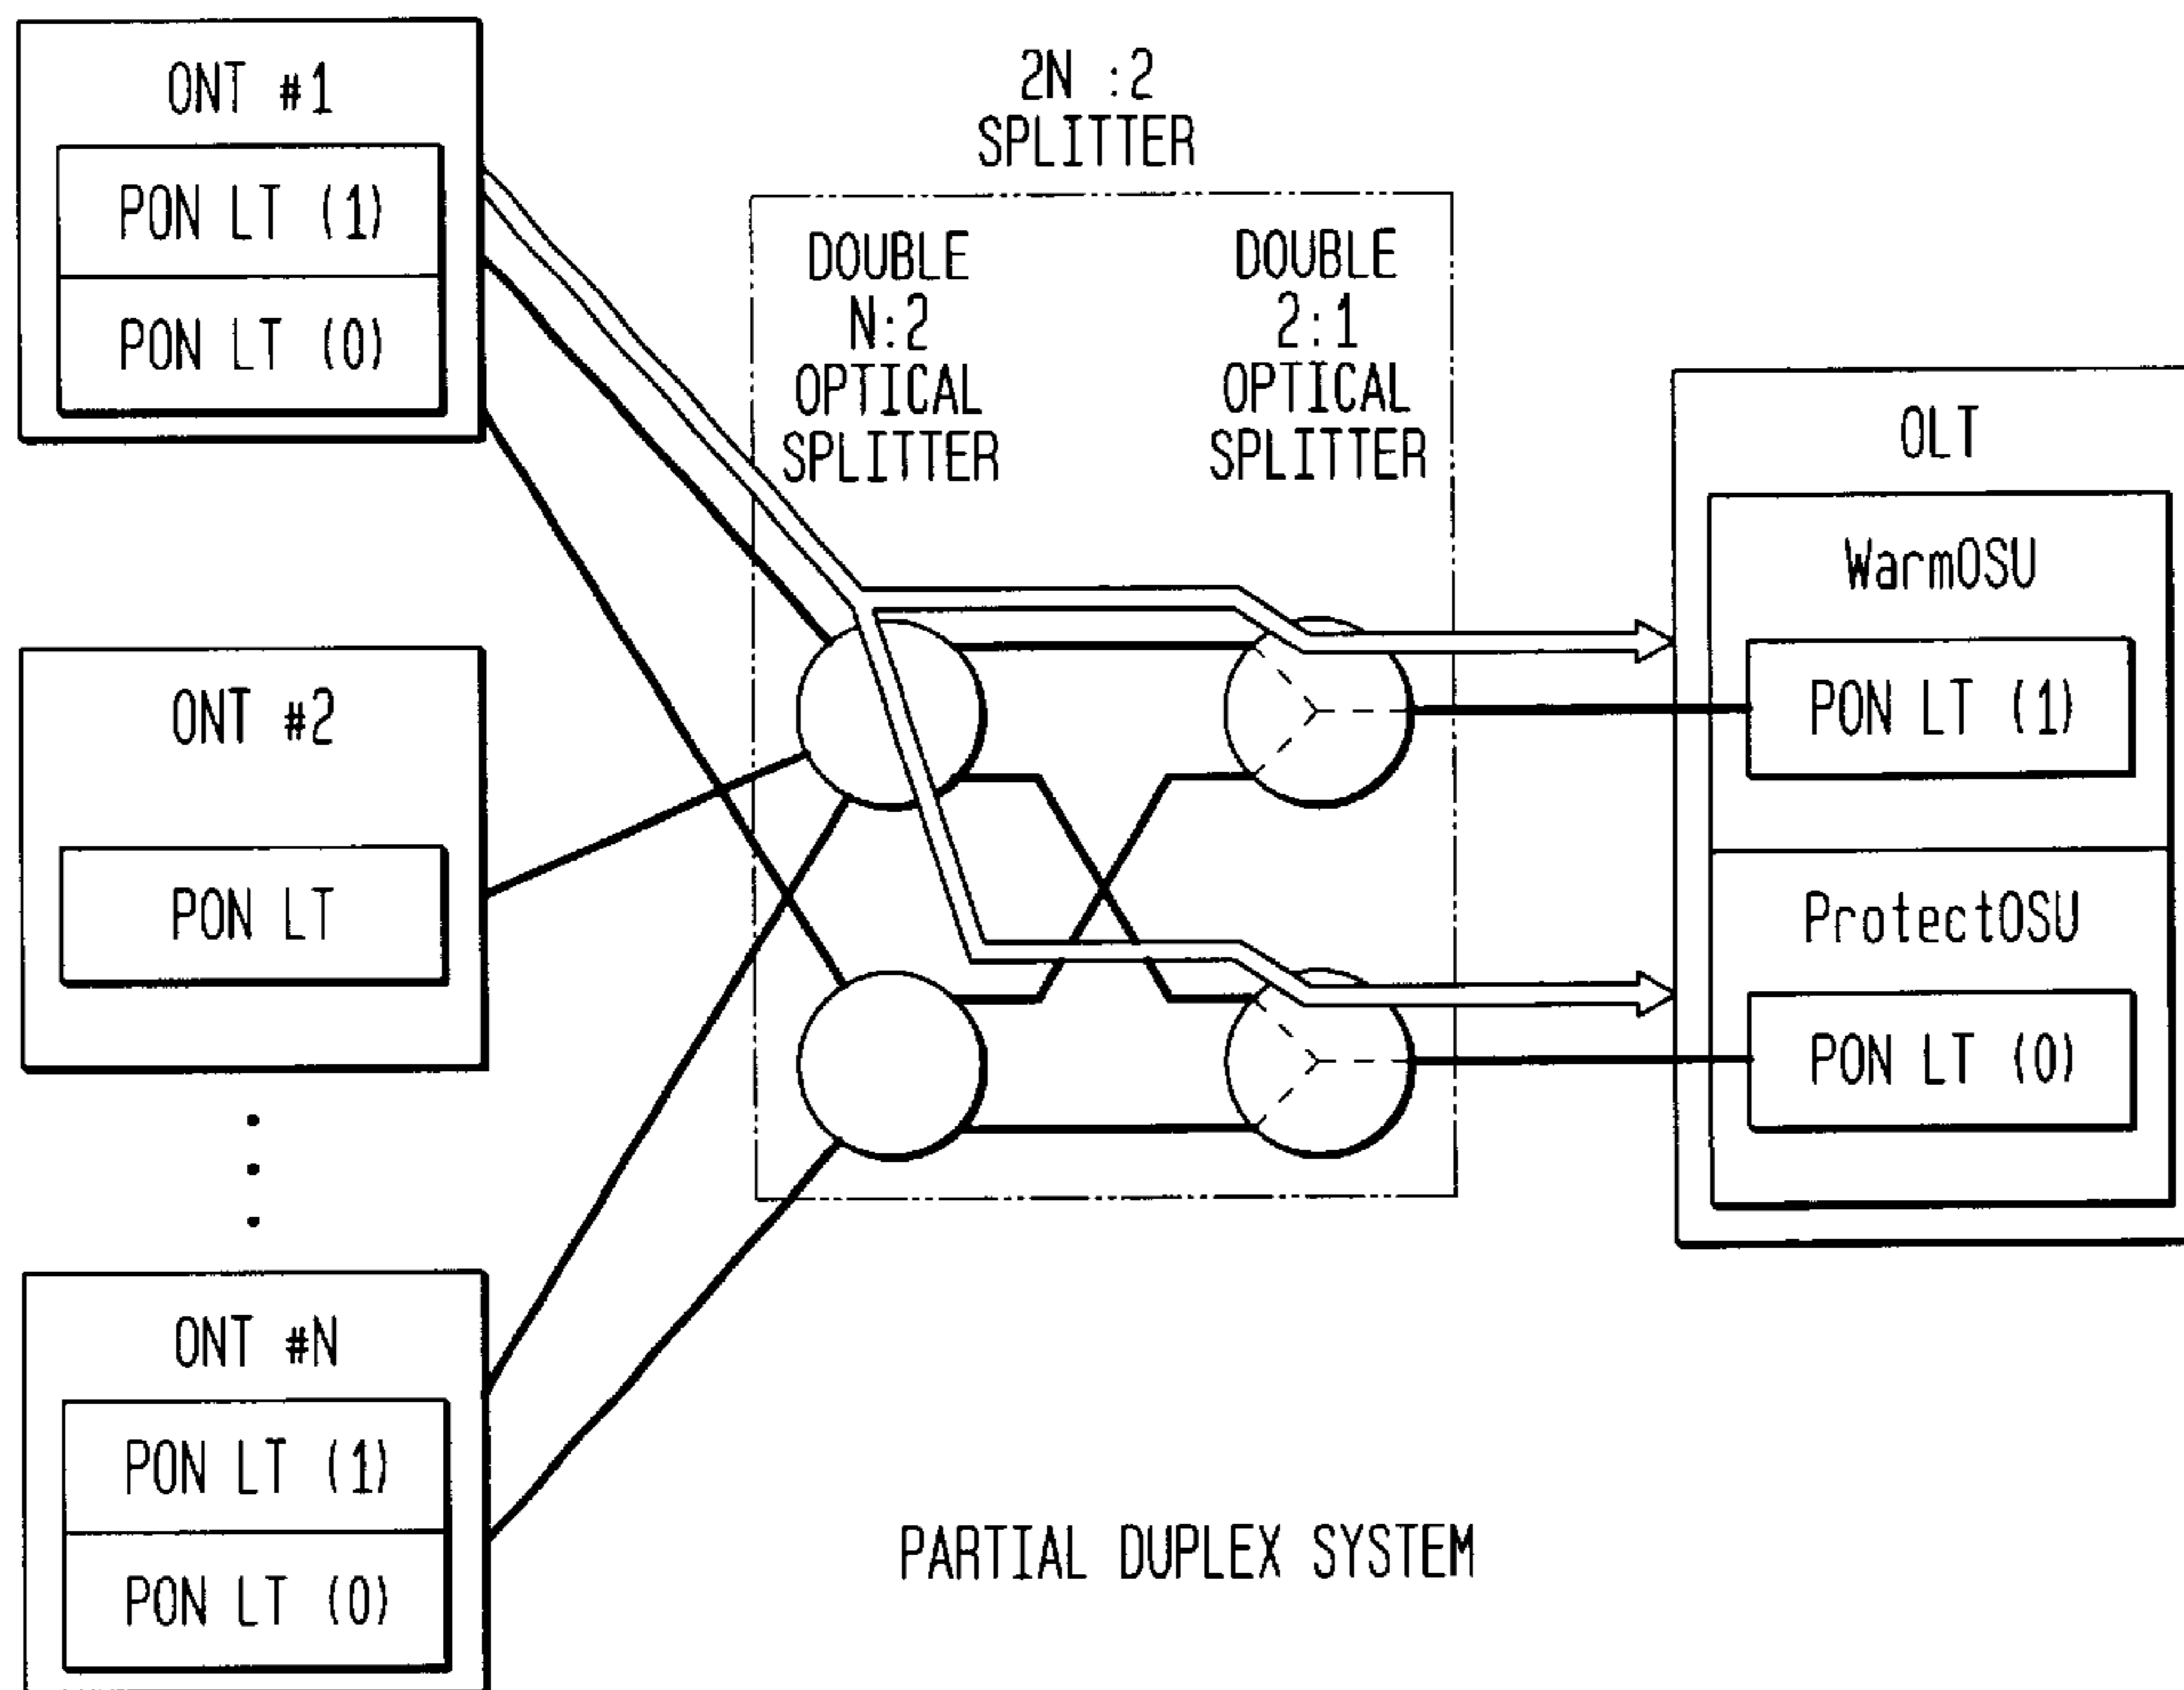 ONT #1
PON LT (1)
PON LT (0)
2N :2
SPLITTER
DOUBLE
N:2
OPTICAL
SPLITTER
DOUBLE
2:1
OPTICAL
SPLITTER
OLT
WarmOSU
PON LT (1)
ProtectOSU
PON LT (0)
ONT #2
PON LT
ONT #N
PON LT (1)
PON LT (0)
PARTIAL DUPLEX SYSTEM